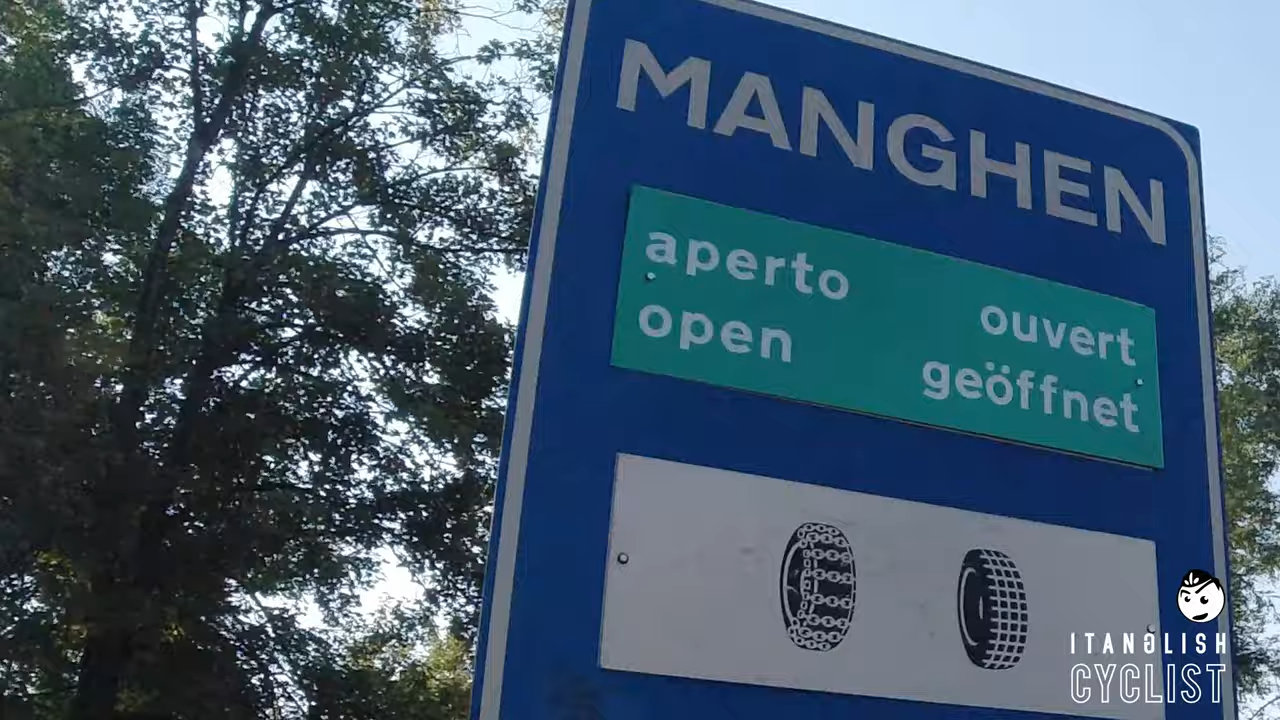 MANGHEN
aperto
ouvert
open
geöffnet
ITANGLISH
CYCLIST